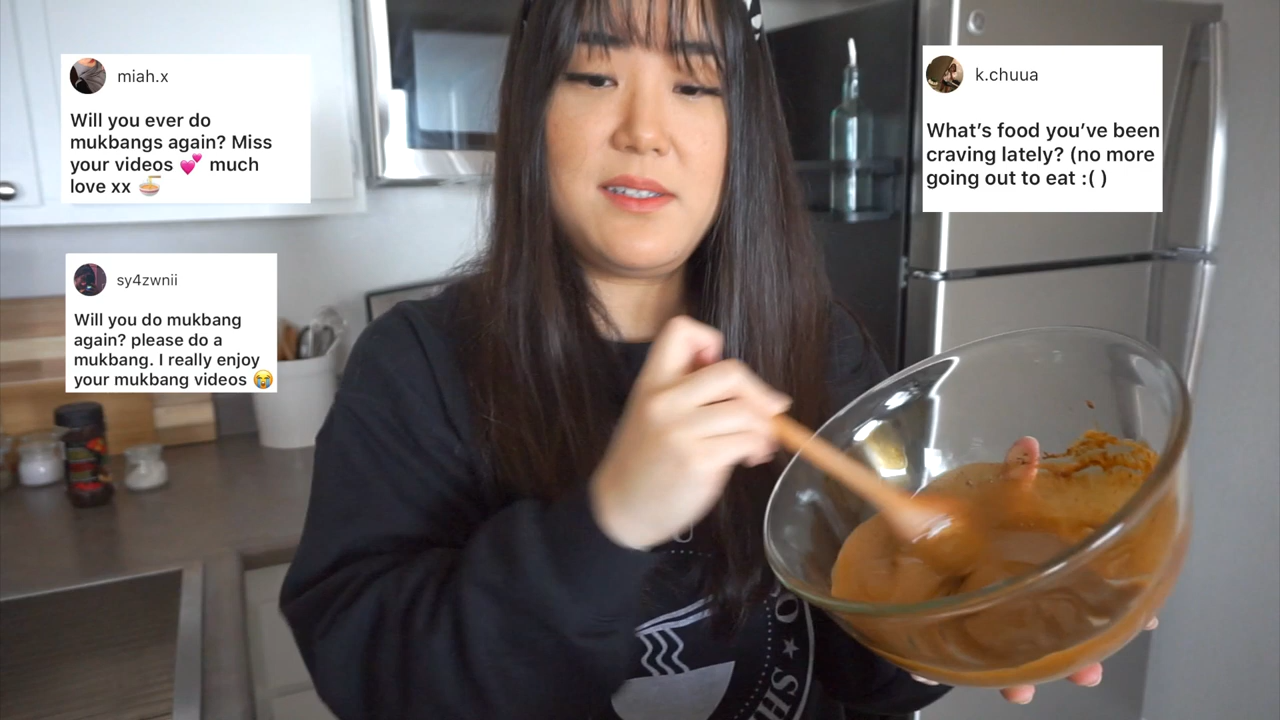 miah.x
Will you ever do
mukbangs again? Miss
your videos 💕 much
love xx 🍜
k.chuua
What's food you've been
craving lately? (no more
going out to eat :( )
sy4zwnii
Will you do mukbang
again? please do a
mukbang. I really enjoy
your mukbang videos 😭